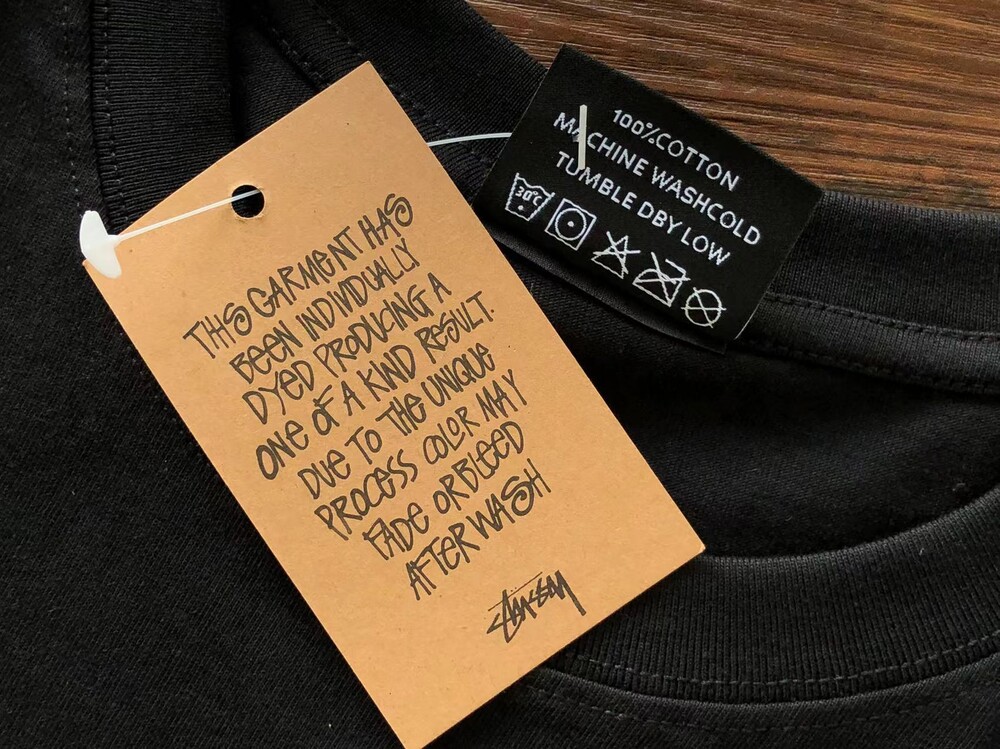 THIS GARMENT HAS
BEEN INDIVIDUALLY
DYED PRODUCING A
ONE OF A KIND RESULT.
DUE TO THE UNIQUE
PROCESS COLOR MAY
FADE OR BLEED
AFTER WASH
Stüssy
100%COTTON
MACHINE WASHCOLD
TUMBLE DBY LOW
30°C